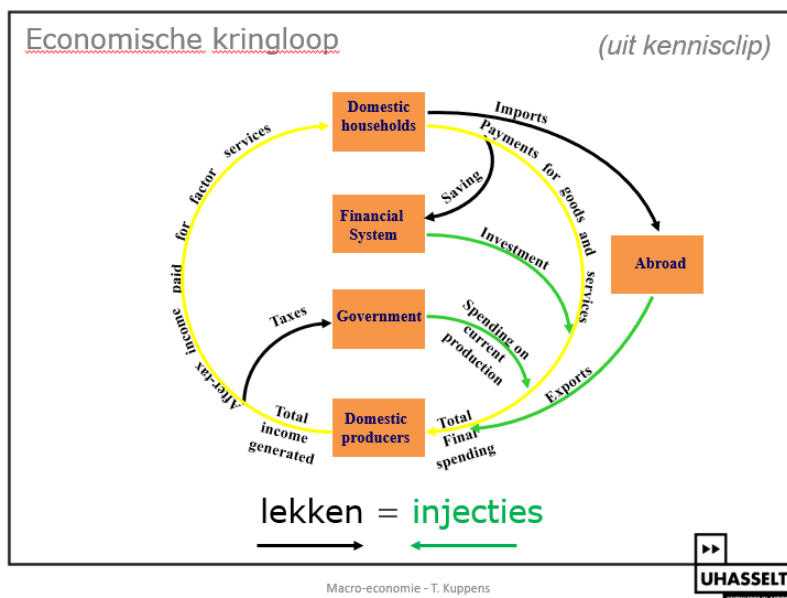 Economische kringloop
(uit kennisclip)
Domestic
households
Imports
Payments for goods and services
Saving
Financial
System
Investment
Abroad
After-tax income paid for factor services
Taxes
Government
Spending on
current
production
Exports
Total
income
generated
Domestic
producers
Total
Final
spending
lekken = injecties
Macro-economie - T. Kuppens
UHASSELT